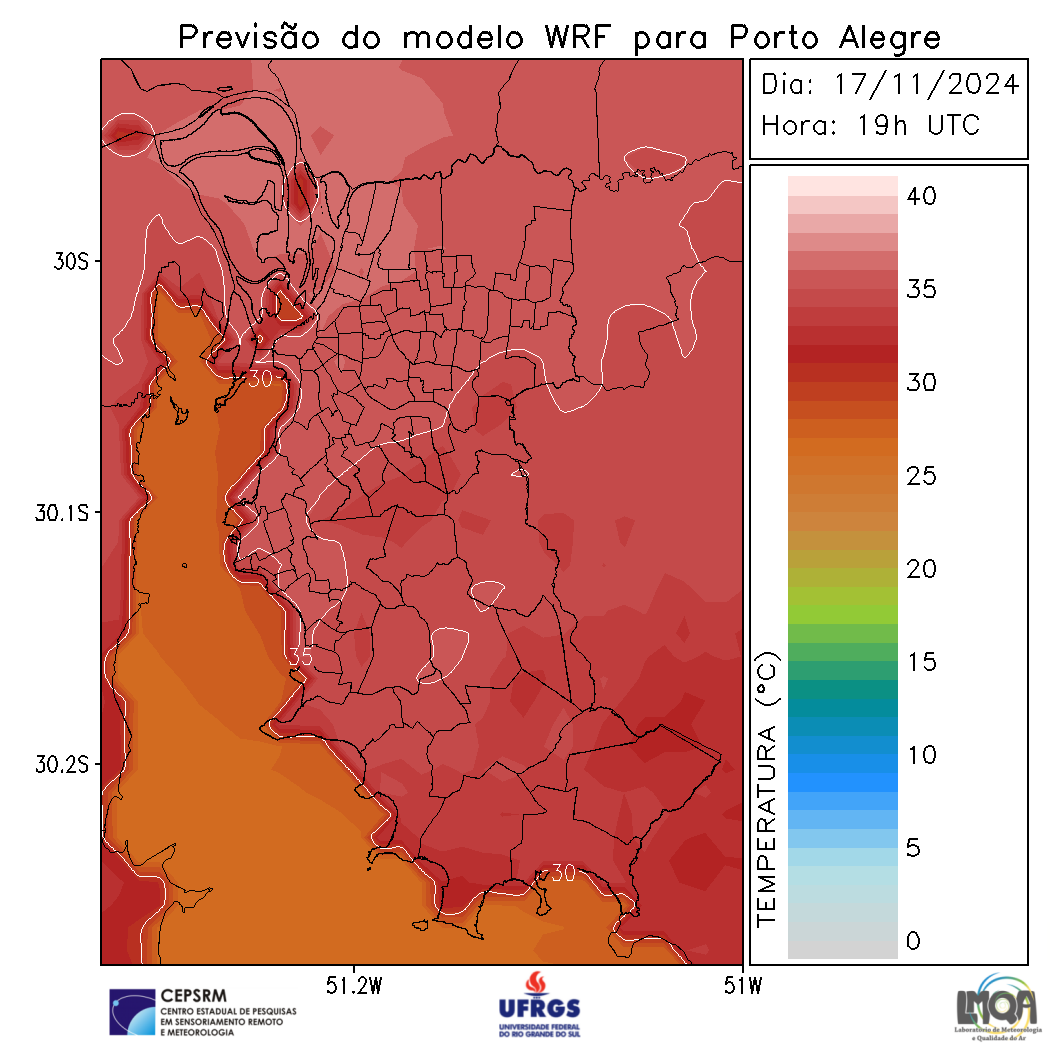 Previsão do modelo WRF para Porto Alegre
Dia: 17/11/2024
Hora: 19h UTC
30S
30.1S
30.2S
51.2W
51W
30
35
30
TEMPERATURA (°C)
40
35
30
25
20
15
10
5
0
CEPSRM
CENTRO ESTADUAL DE PESQUISAS
EM SENSORIAMENTO REMOTO
E METEOROLOGIA
UFRGS
UNIVERSIDADE FEDERAL
DO RIO GRANDE DO SUL
LMQA
Laboratório de Meteorologia
e Qualidade do Ar